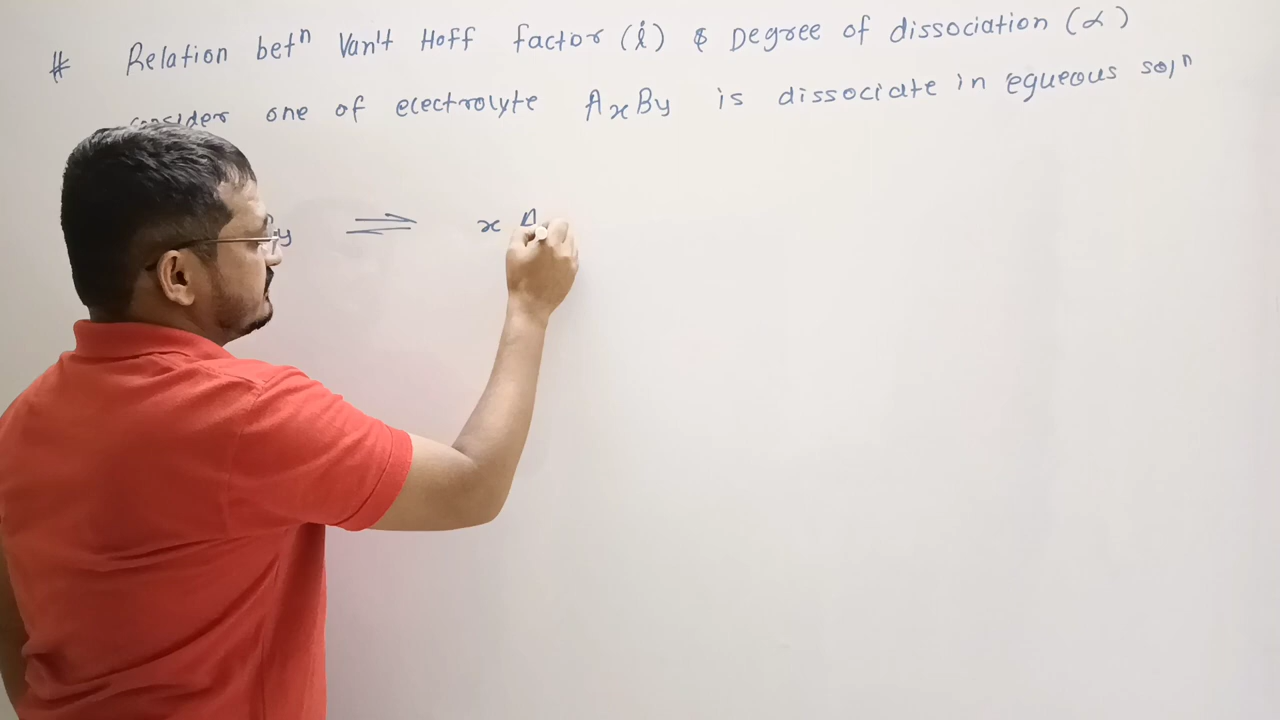 # Relation betⁿ Van't Hoff factor (i) & Degree of dissociation (α)
consider one of electrolyte AxBy is dissociate in equeous solⁿ
By ⇌ x A